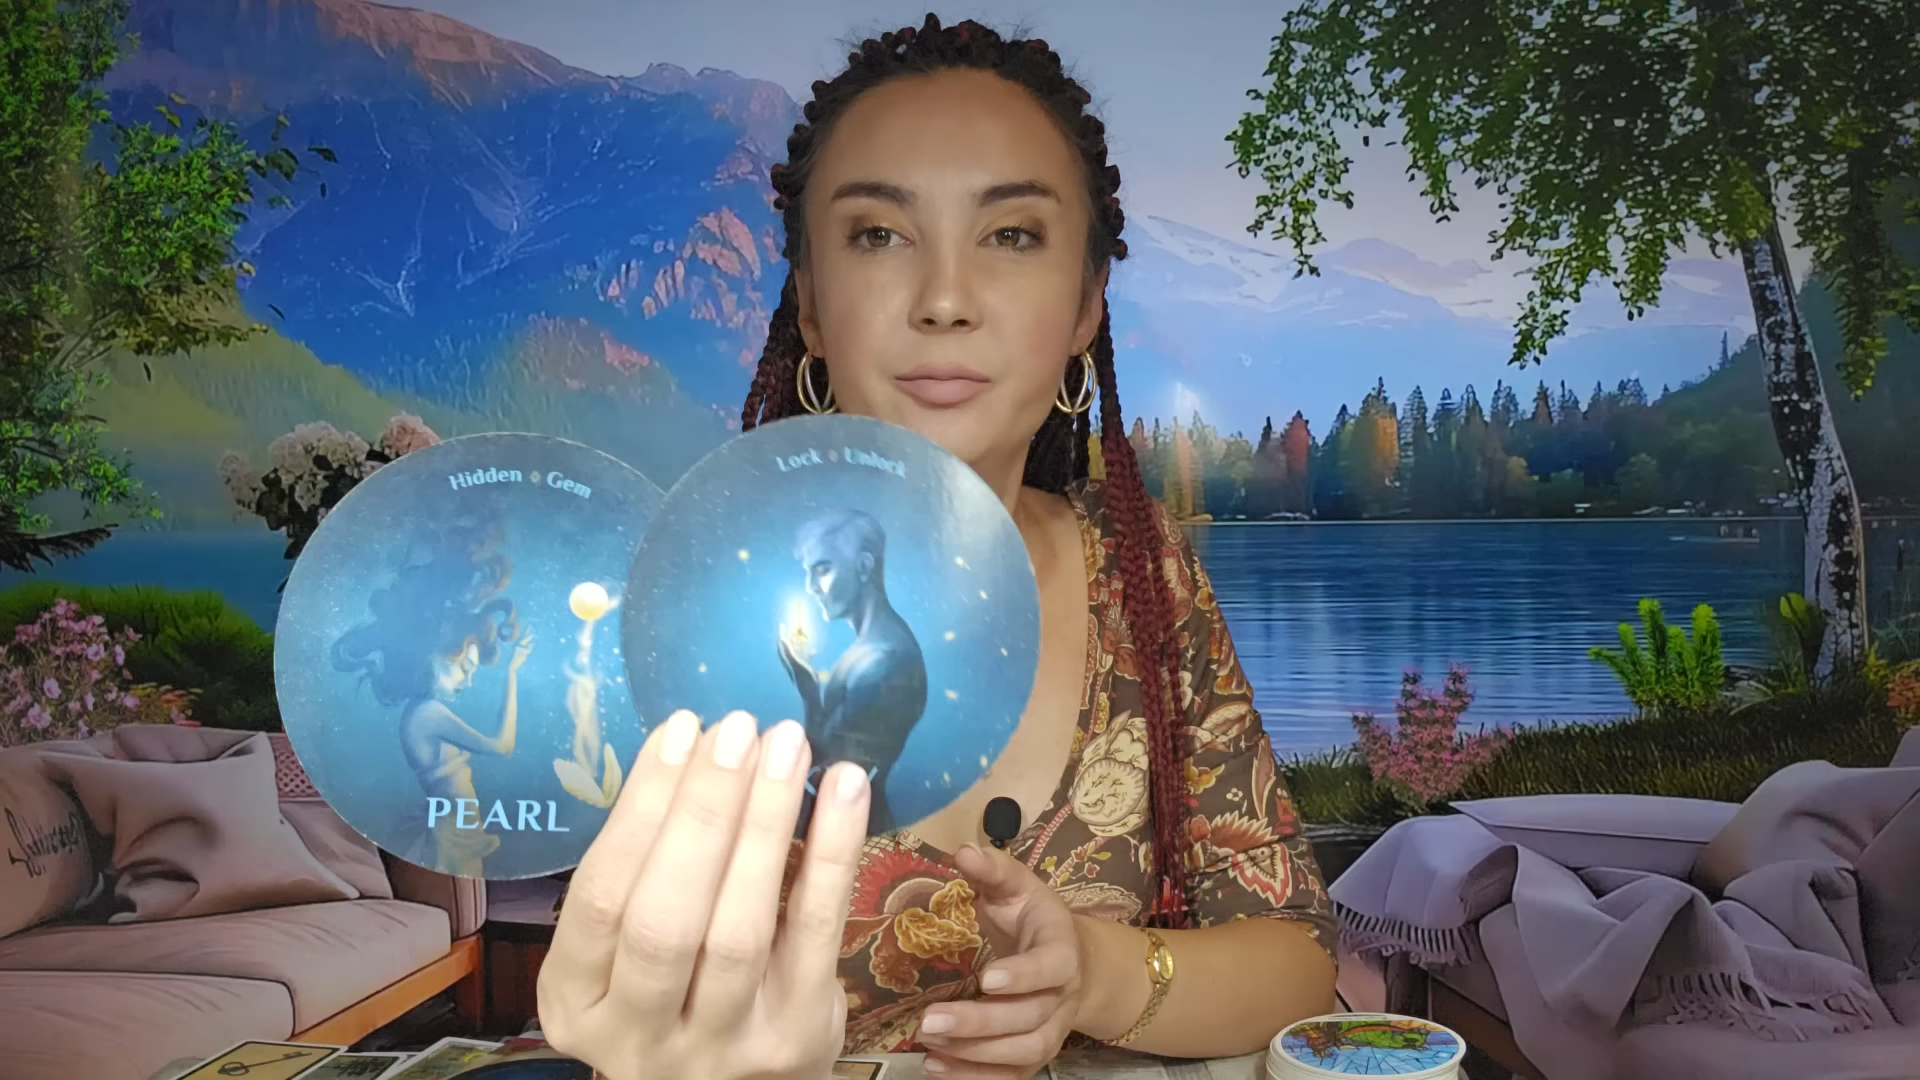 Hidden ⬥ Gem
PEARL
Lock ⬥ Unlock